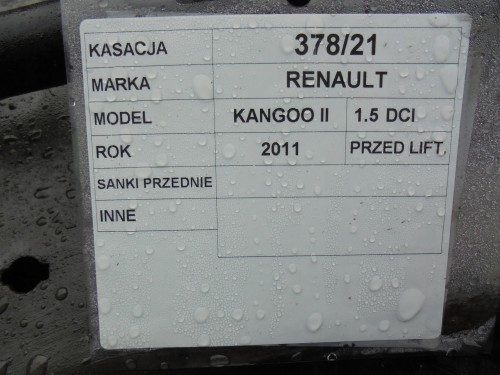 KASACJA 378/21
MARKA RENAULT
MODEL KANGOO II 1.5 DCI
ROK 2011 PRZED LIFT.
SANKI PRZEDNIE
INNE